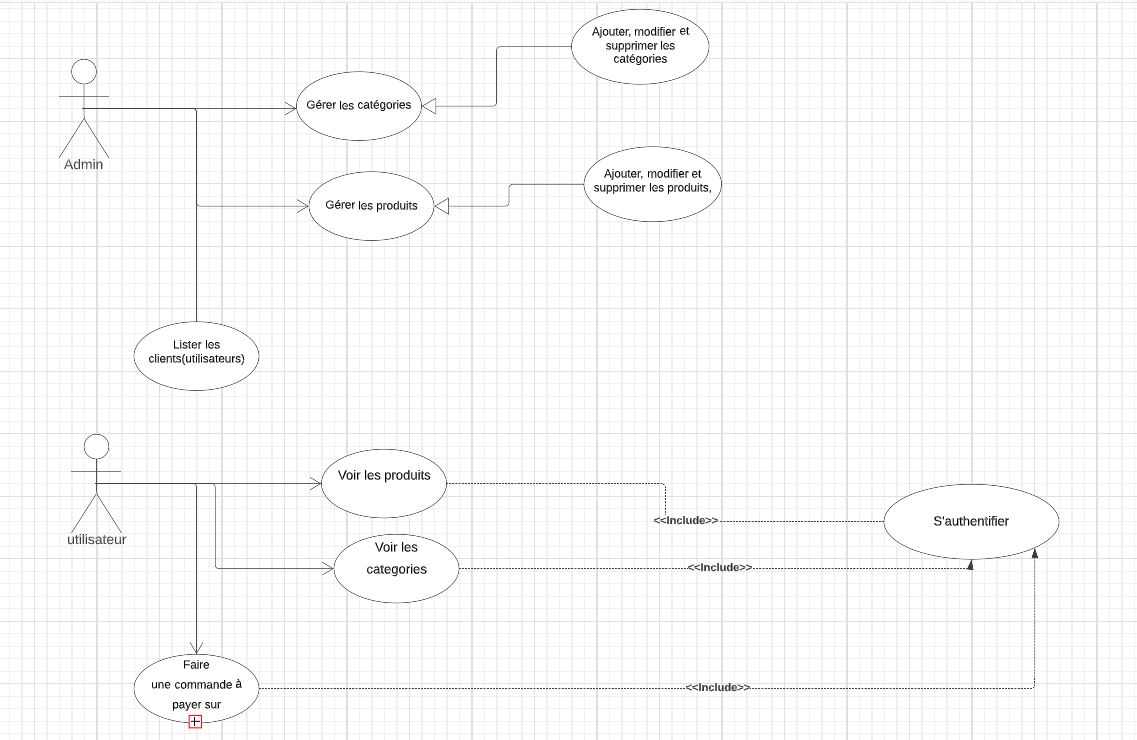 Ajouter, modifier et
supprimer les
catégories
Gérer les catégories
Admin
Ajouter, modifier et
supprimer les produits,
Gérer les produits
Lister les
clients(utilisateurs)
Voir les produits
<<Include>>
S'authentifier
utilisateur
Voir les
categories
<<Include>>
Faire
une commande à
payer sur
<<Include>>